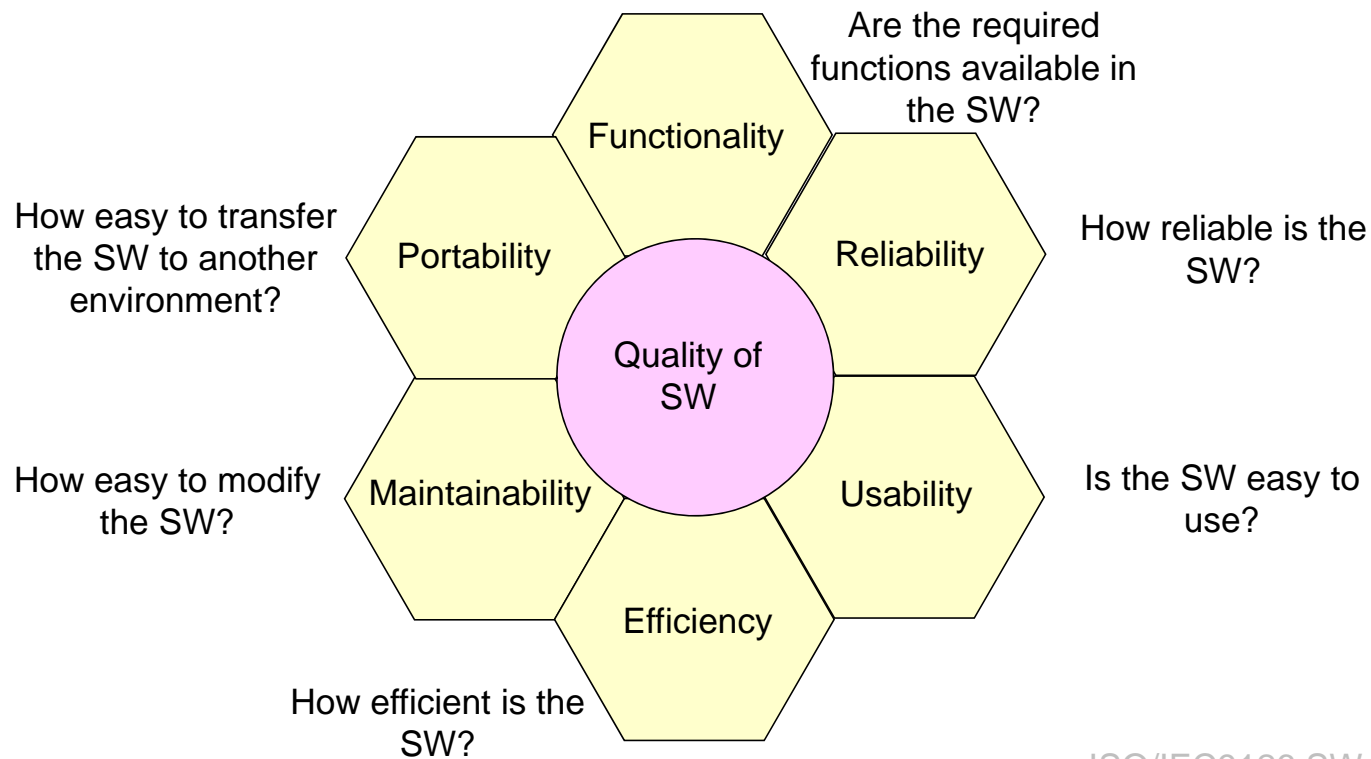 Are the required
functions available in
the SW?
Functionality
How easy to transfer
the SW to another
environment?
Portability
Reliability
How reliable is the
SW?
Quality of
SW
How easy to modify
the SW?
Maintainability
Usability
Is the SW easy to
use?
Efficiency
How efficient is the
SW?